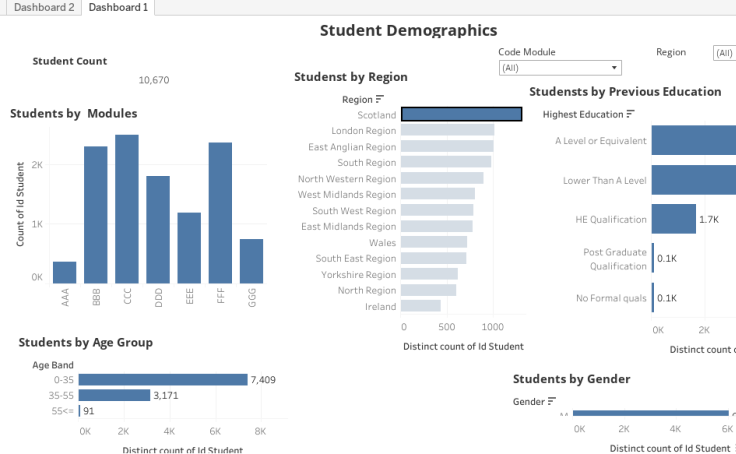 Dashboard 2
Dashboard 1
Student Demographics
Student Count
10,670
Code Module
(All)
Region
(All)
Studenst by Region
Region
Scotland
London Region
East Anglian Region
South Region
North Western Region
West Midlands Region
South West Region
East Midlands Region
Wales
South East Region
Yorkshire Region
North Region
Ireland
0
500
1000
Distinct count of Id Student
Students by Modules
Count of Id Student
2K
1K
0K
AAA
BBB
CCC
DDD
EEE
FFF
GGG
Studensts by Previous Education
Highest Education
A Level or Equivalent
Lower Than A Level
HE Qualification
1.7K
Post Graduate
Qualification
0.1K
No Formal quals
0.1K
0K
2K
Distinct count
Students by Age Group
Age Band
0-35
7,409
35-55
3,171
55<=
91
0K
2K
4K
6K
8K
Distinct count of Id Student
Students by Gender
Gender
0K
2K
4K
6K
Distinct count of Id Student